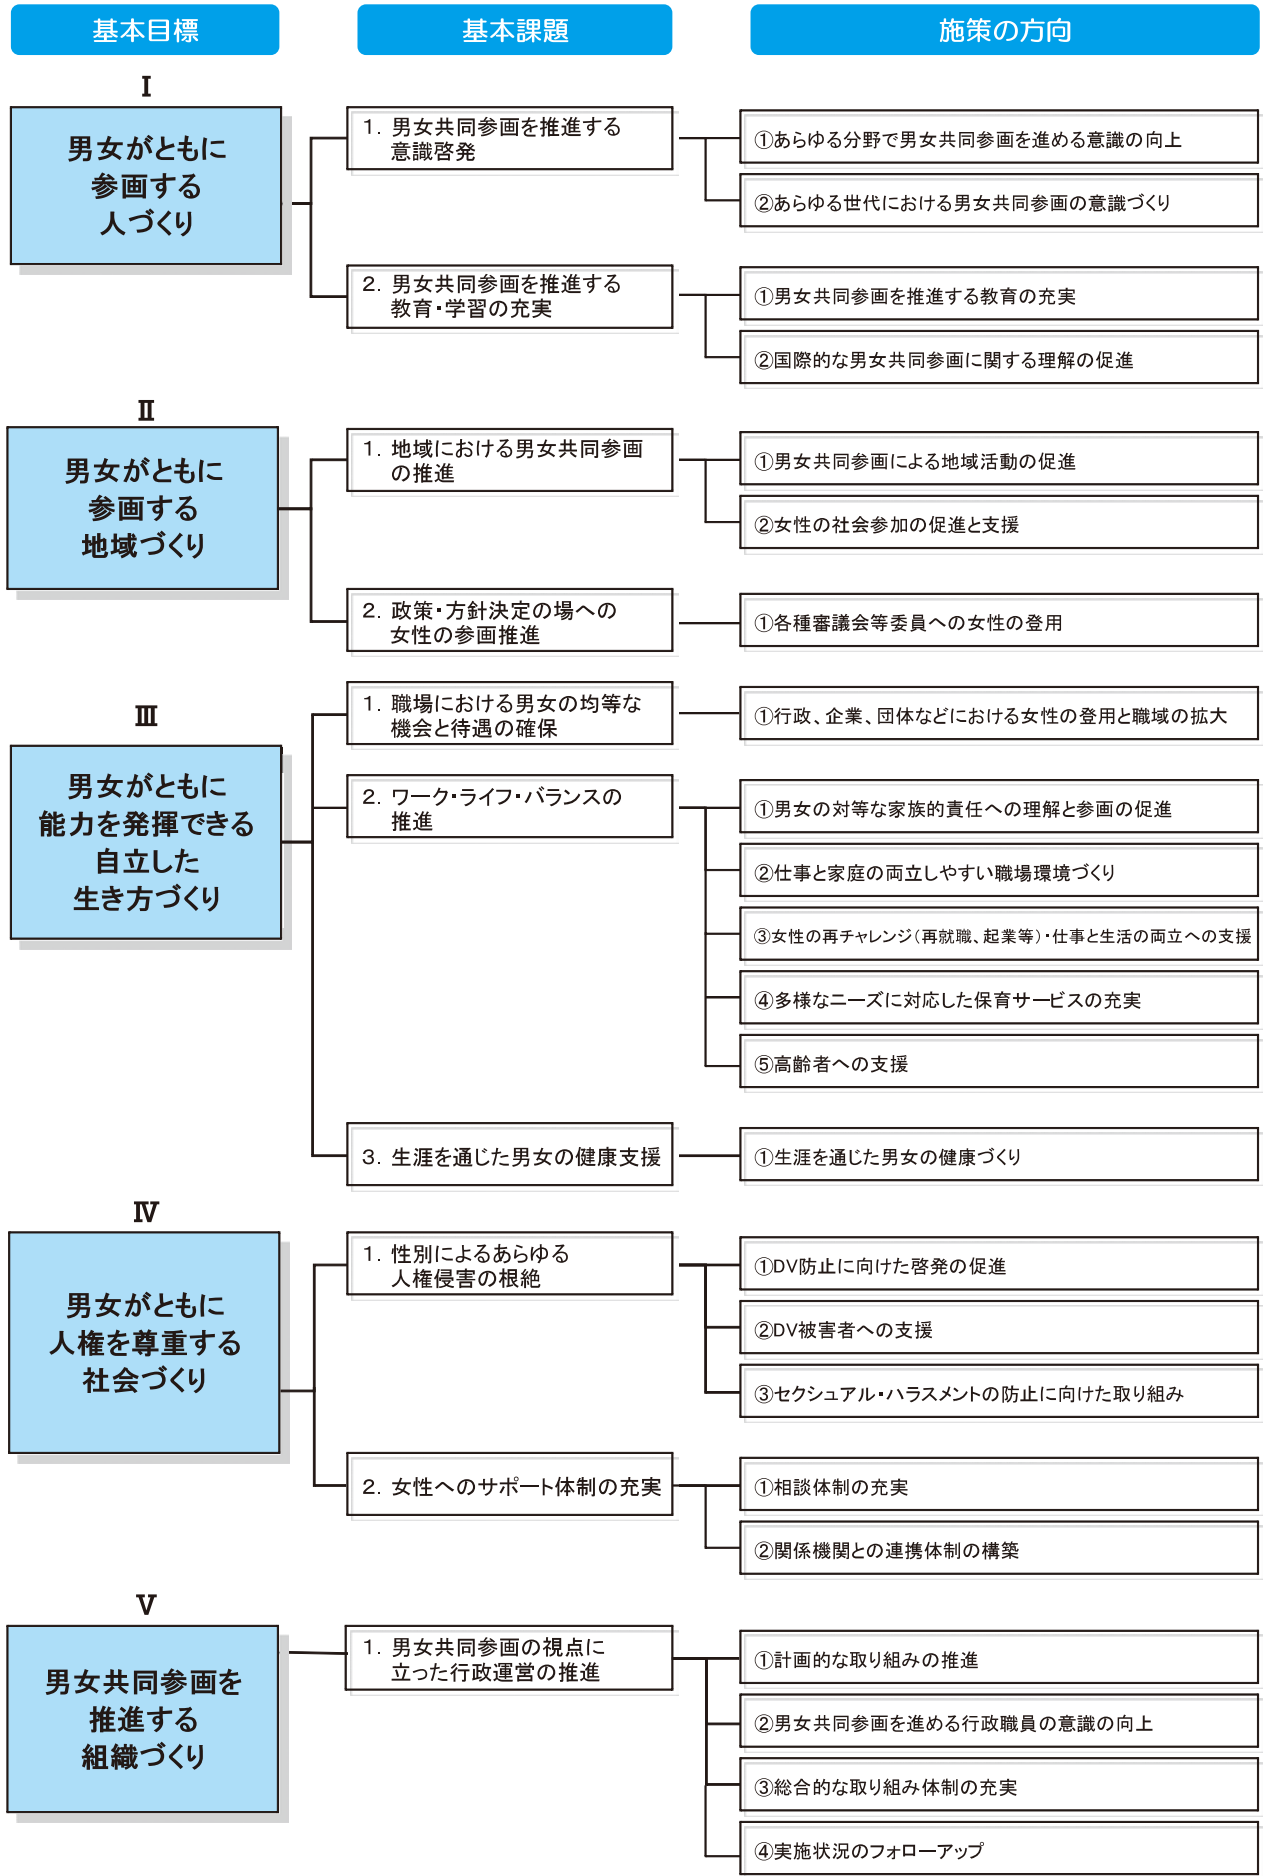 基本目標
基本課題
施策の方向
Ⅰ
男女がともに
参画する
人づくり
1. 男女共同参画を推進する
意識啓発
①あらゆる分野で男女共同参画を進める意識の向上
②あらゆる世代における男女共同参画の意識づくり
2. 男女共同参画を推進する
教育・学習の充実
①男女共同参画を推進する教育の充実
②国際的な男女共同参画に関する理解の促進
Ⅱ
男女がともに
参画する
地域づくり
1. 地域における男女共同参画
の推進
①男女共同参画による地域活動の促進
②女性の社会参加の促進と支援
2. 政策・方針決定の場への
女性の参画推進
①各種審議会等委員への女性の登用
Ⅲ
男女がともに
能力を発揮できる
自立した
生き方づくり
1. 職場における男女の均等な
機会と待遇の確保
①行政、企業、団体などにおける女性の登用と職域の拡大
2. ワーク・ライフ・バランスの
推進
①男女の対等な家族的責任への理解と参画の促進
②仕事と家庭の両立しやすい職場環境づくり
③女性の再チャレンジ(再就職、起業等)・仕事と生活の両立への支援
④多様なニーズに対応した保育サービスの充実
⑤高齢者への支援
3. 生涯を通じた男女の健康支援
①生涯を通じた男女の健康づくり
Ⅳ
男女がともに
人権を尊重する
社会づくり
1. 性別によるあらゆる
人権侵害の根絶
①DV防止に向けた啓発の促進
②DV被害者への支援
③セクシュアル・ハラスメントの防止に向けた取り組み
2. 女性へのサポート体制の充実
①相談体制の充実
②関係機関との連携体制の構築
Ⅴ
男女共同参画を
推進する
組織づくり
1. 男女共同参画の視点に
立った行政運営の推進
①計画的な取り組みの推進
②男女共同参画を進める行政職員の意識の向上
③総合的な取り組み体制の充実
④実施状況のフォローアップ